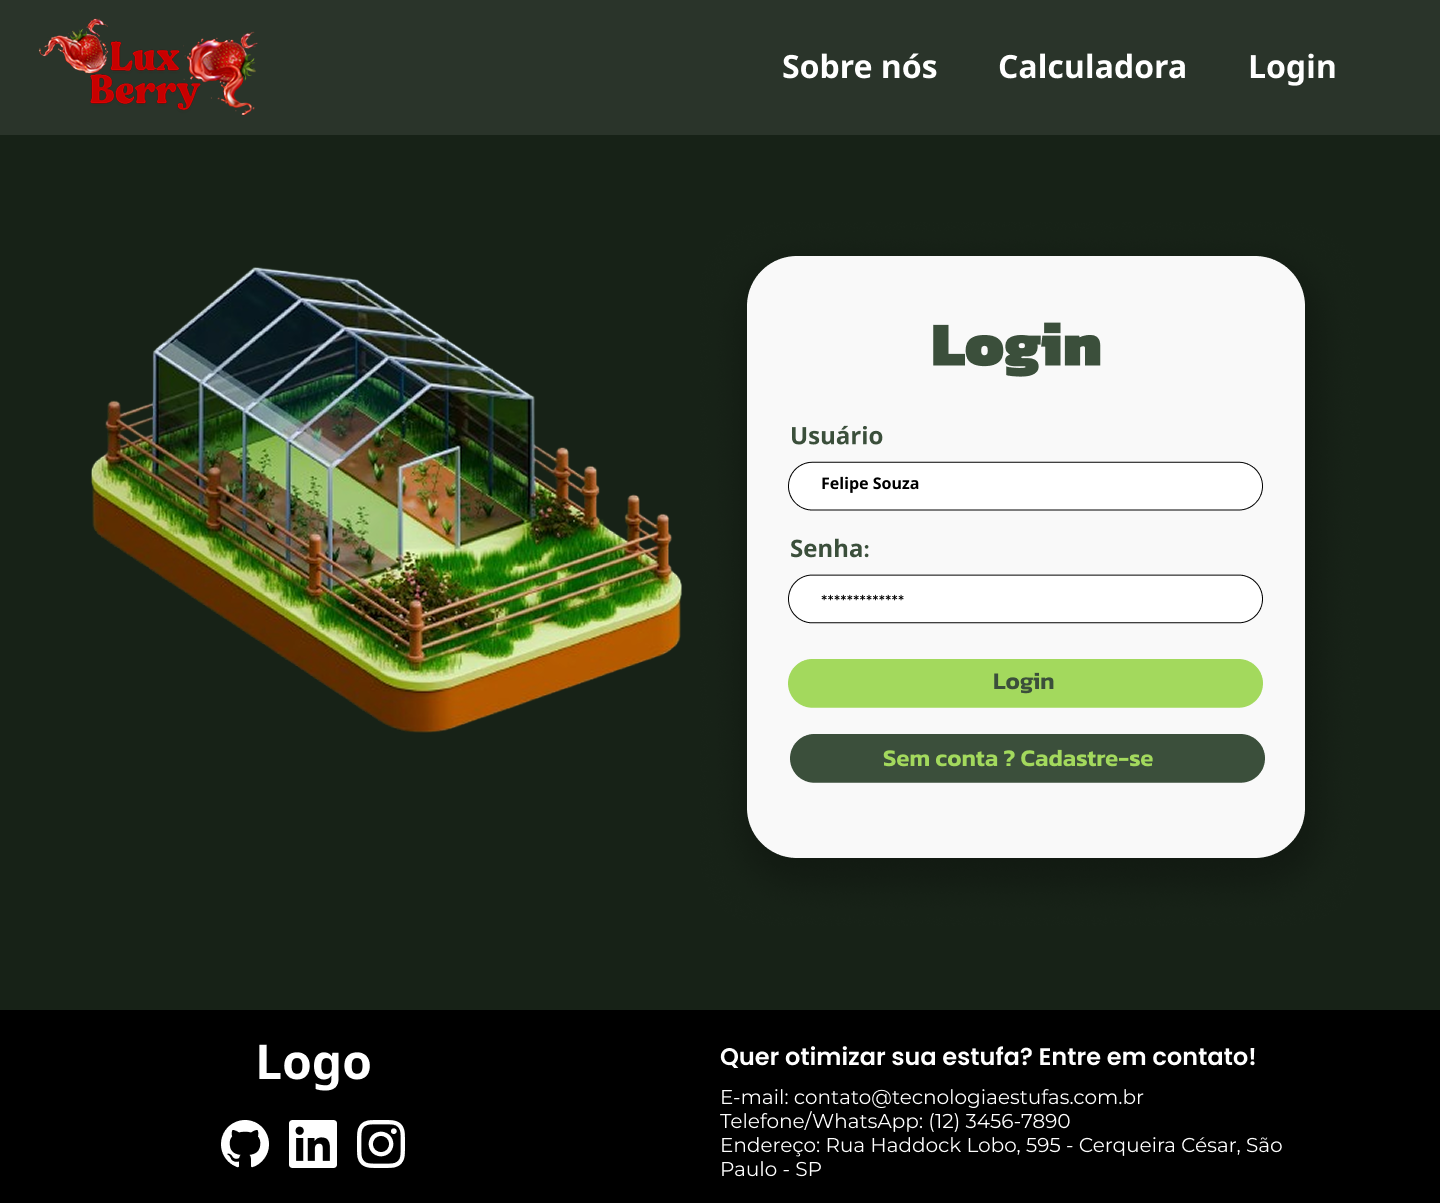 Lux
Berry
Sobre nós Calculadora Login
Login
Usuário
Felipe Souza
Senha:
*************
Login
Sem conta ? Cadastre-se
Logo
Quer otimizar sua estufa? Entre em contato!
E-mail: contato@tecnologiaestufas.com.br
Telefone/WhatsApp: (12) 3456-7890
Endereço: Rua Haddock Lobo, 595 - Cerqueira César, São
Paulo - SP